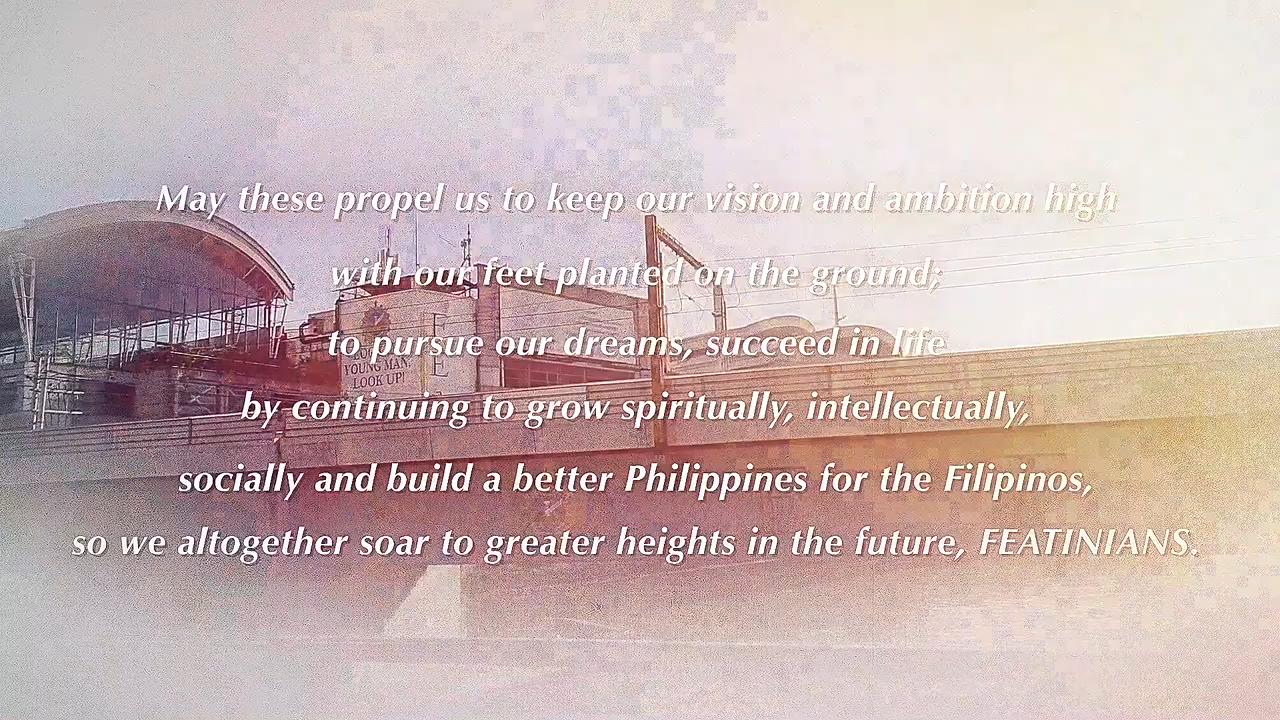 May these propel us to keep our vision and ambition high
with our feet planted on the ground;
to pursue our dreams, succeed in life
by continuing to grow spiritually, intellectually,
socially and build a better Philippines for the Filipinos,
so we altogether soar to greater heights in the future, FEATINIANS.
YOUNG MAN,
LOOK UP!